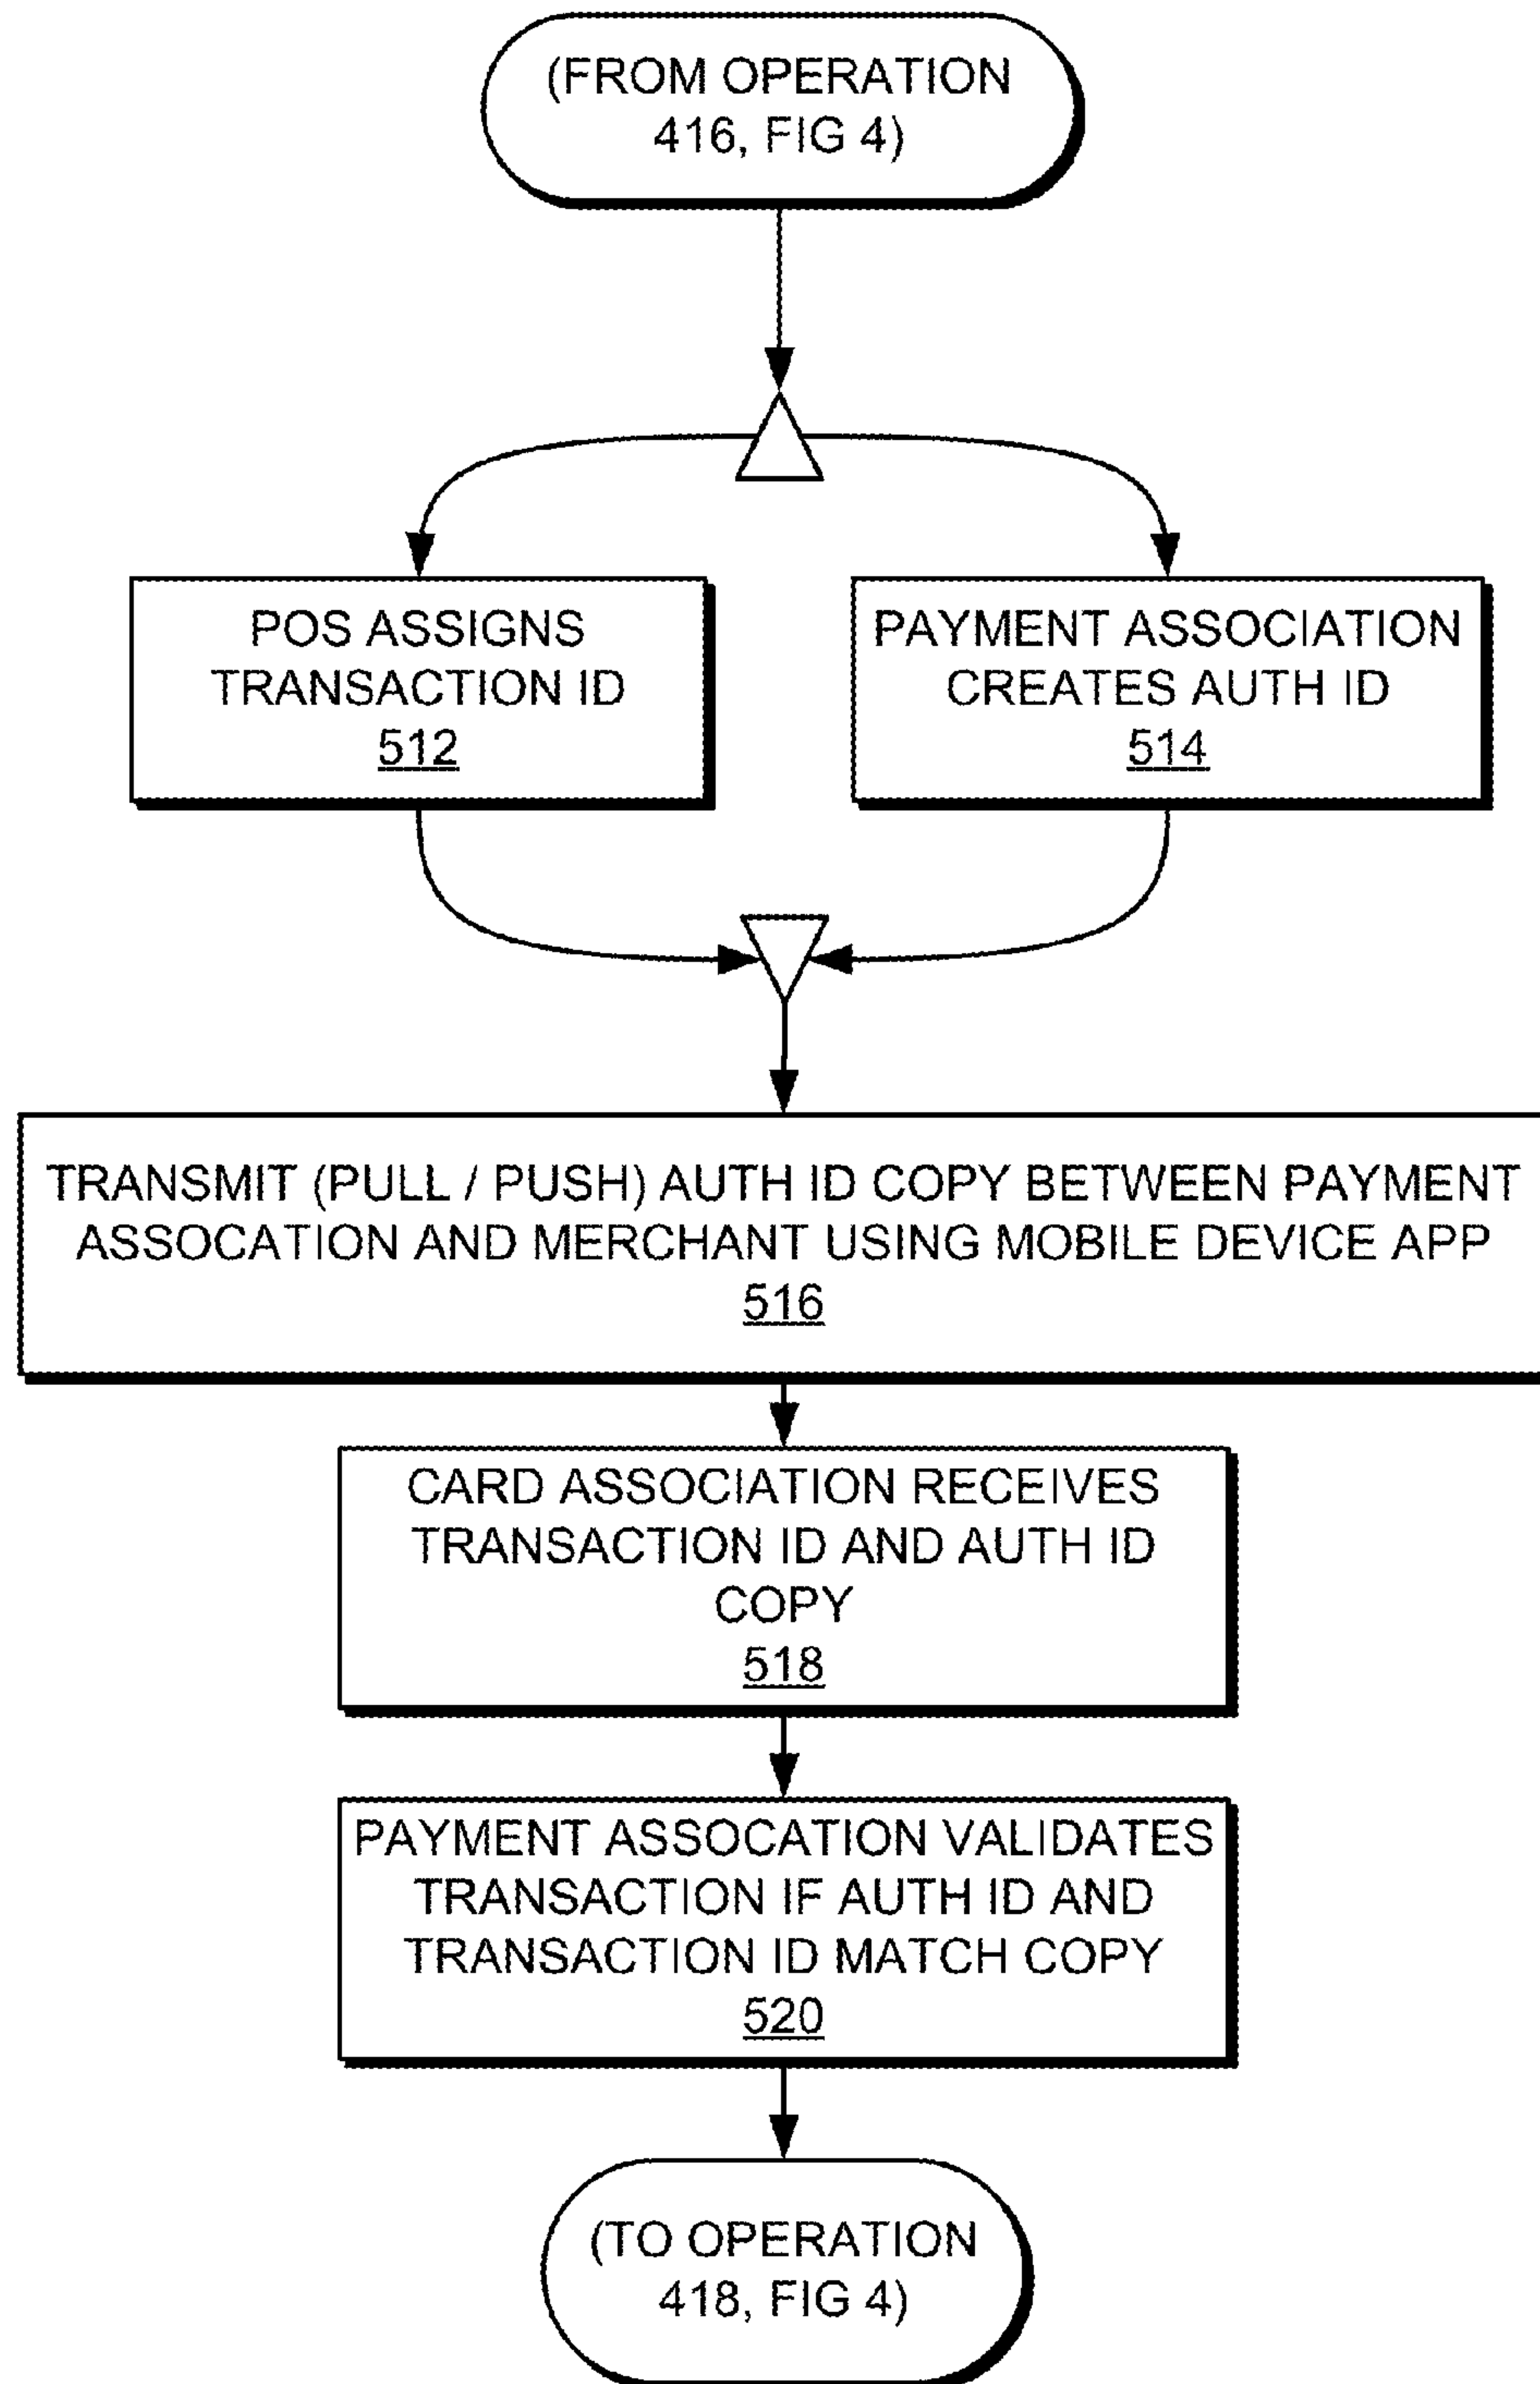 (FROM OPERATION
416, FIG 4)
POS ASSIGNS
TRANSACTION ID
512
PAYMENT ASSOCIATION
CREATES AUTH ID
514
TRANSMIT (PULL / PUSH) AUTH ID COPY BETWEEN PAYMENT
ASSOCATION AND MERCHANT USING MOBILE DEVICE APP
516
CARD ASSOCIATION RECEIVES
TRANSACTION ID AND AUTH ID
COPY
518
PAYMENT ASSOCATION VALIDATES
TRANSACTION IF AUTH ID AND
TRANSACTION ID MATCH COPY
520
(TO OPERATION
418, FIG 4)